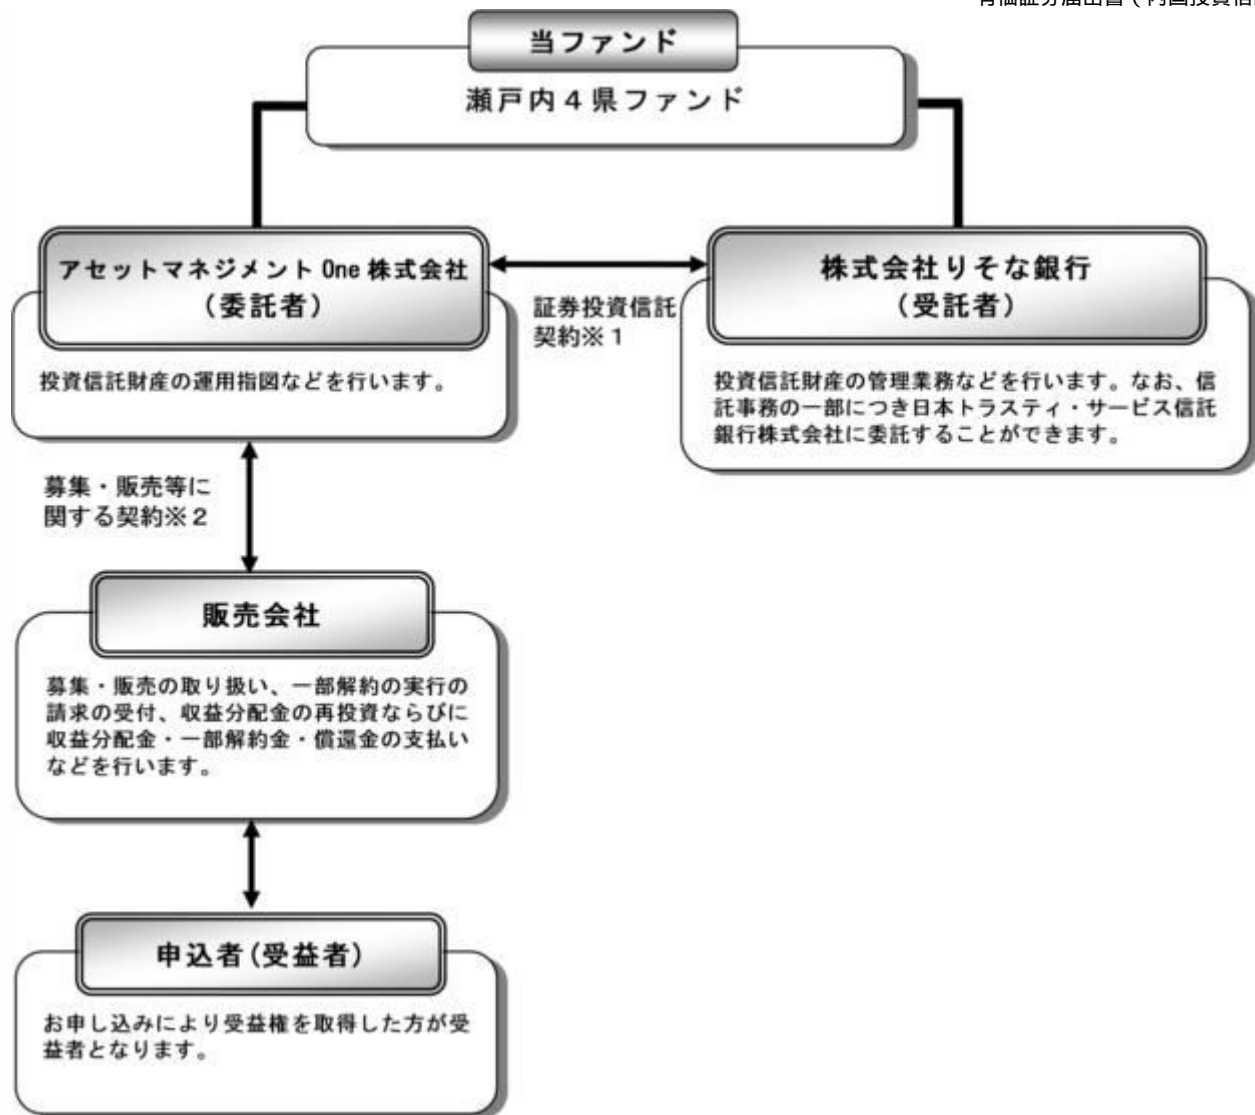 当ファンド
瀬戸内４県ファンド
アセットマネジメント One 株式会社
（委託者）
投資信託財産の運用指図などを行います。
証券投資信託
契約※１
株式会社りそな銀行
（受託者）
投資信託財産の管理業務などを行います。なお、信
託事務の一部につき日本トラスティ・サービス信託
銀行株式会社に委託することができます。
募集・販売等に
関する契約※２
販売会社
募集・販売の取り扱い、一部解約の実行の
請求の受付、収益分配金の再投資ならびに
収益分配金・一部解約金・償還金の支払い
などを行います。
申込者（受益者）
お申し込みにより受益権を取得した方が受
益者となります。